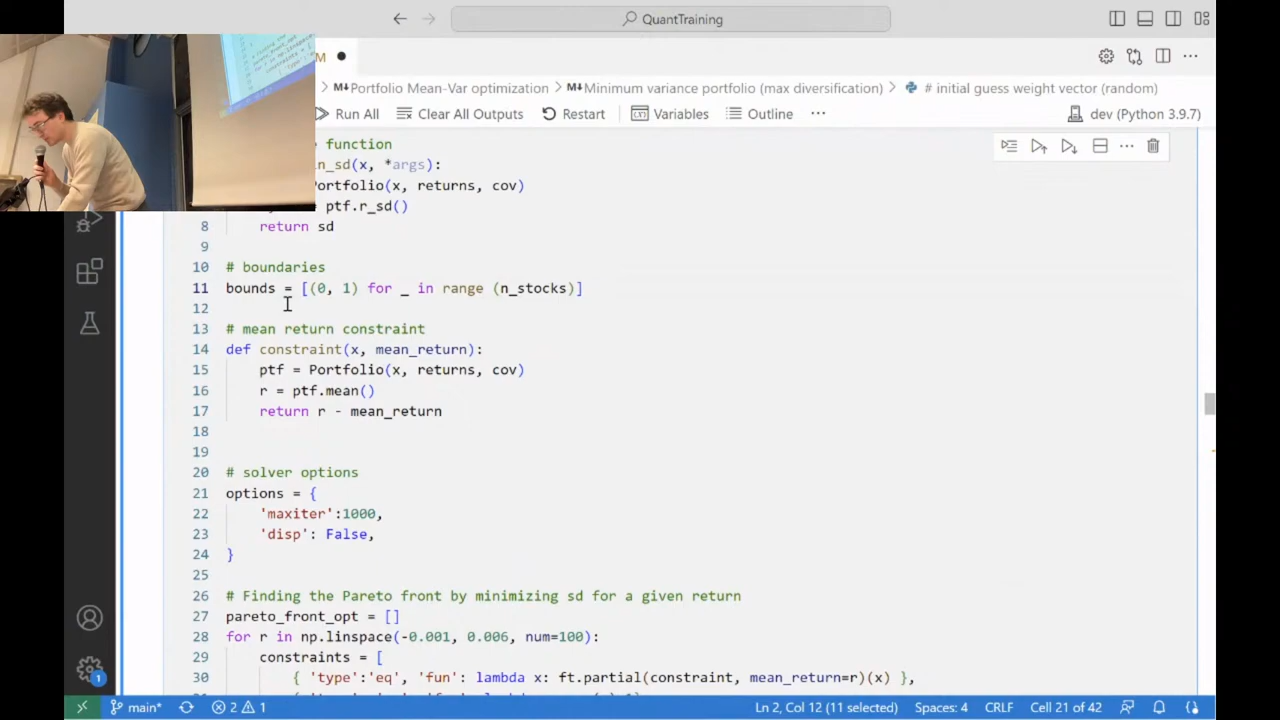 QuantTraining
Portfolio Mean-Var optimization > Minimum variance portfolio (max diversification) > # initial guess weight vector (random)
Run All Clear All Outputs Restart Variables Outline ··· dev (Python 3.9.7)
function
n_sd(x, *args):
Portfolio(x, returns, cov)
= ptf.r_sd()
8 return sd
9
10 # boundaries
11 bounds = [(0, 1) for _ in range (n_stocks)]
12
13 # mean return constraint
14 def constraint(x, mean_return):
15 ptf = Portfolio(x, returns, cov)
16 r = ptf.mean()
17 return r - mean_return
18
19
20 # solver options
21 options = {
22 'maxiter':1000,
23 'disp': False,
24 }
25
26 # Finding the Pareto front by minimizing sd for a given return
27 pareto_front_opt = []
28 for r in np.linspace(-0.001, 0.006, num=100):
29 constraints = [
30 { 'type':'eq', 'fun': lambda x: ft.partial(constraint, mean_return=r)(x) },
1
main* 2 1 Ln 2, Col 12 (11 selected) Spaces: 4 CRLF Cell 21 of 42